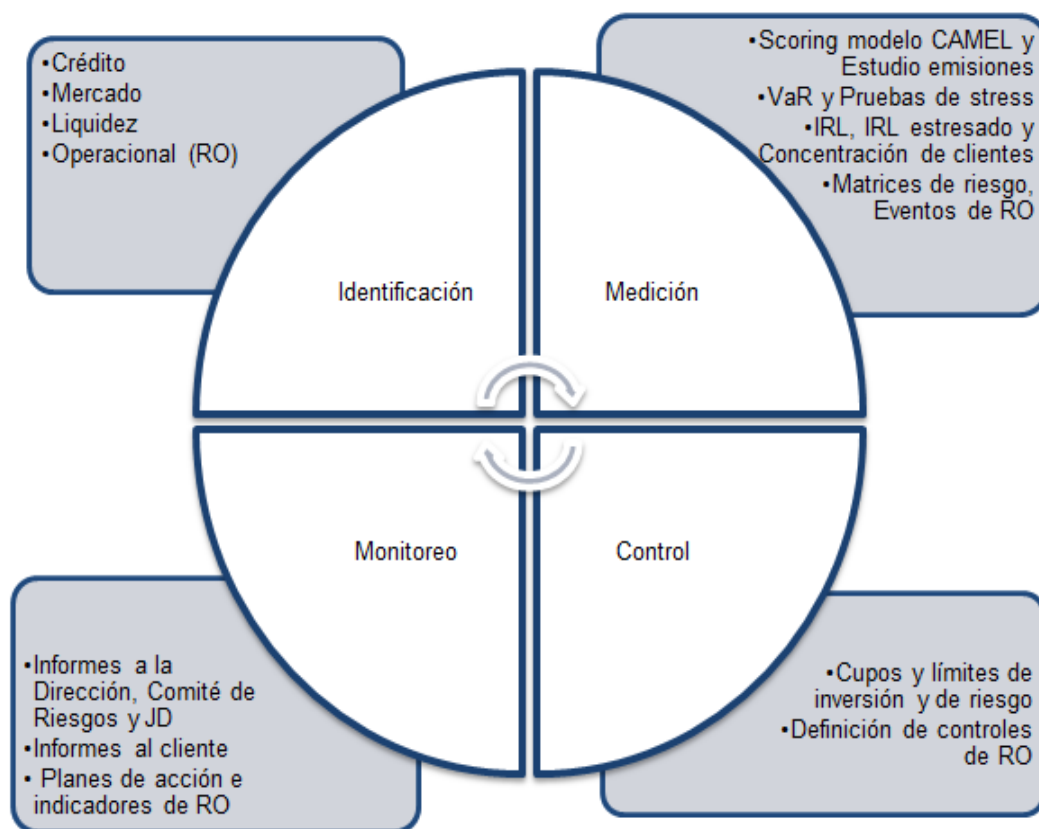 •Crédito
•Mercado
•Liquidez
•Operacional (RO)
•Scoring modelo CAMEL y
Estudio emisiones
•VaR y Pruebas de stress
•IRL, IRL estresado y
Concentración de clientes
•Matrices de riesgo,
Eventos de RO
Identificación
Medición
Monitoreo
Control
•Informes a la
Dirección, Comité de
Riesgos y JD
•Informes al cliente
• Planes de acción e
indicadores de RO
•Cupos y límites de
inversión y de riesgo
•Definición de controles
de RO